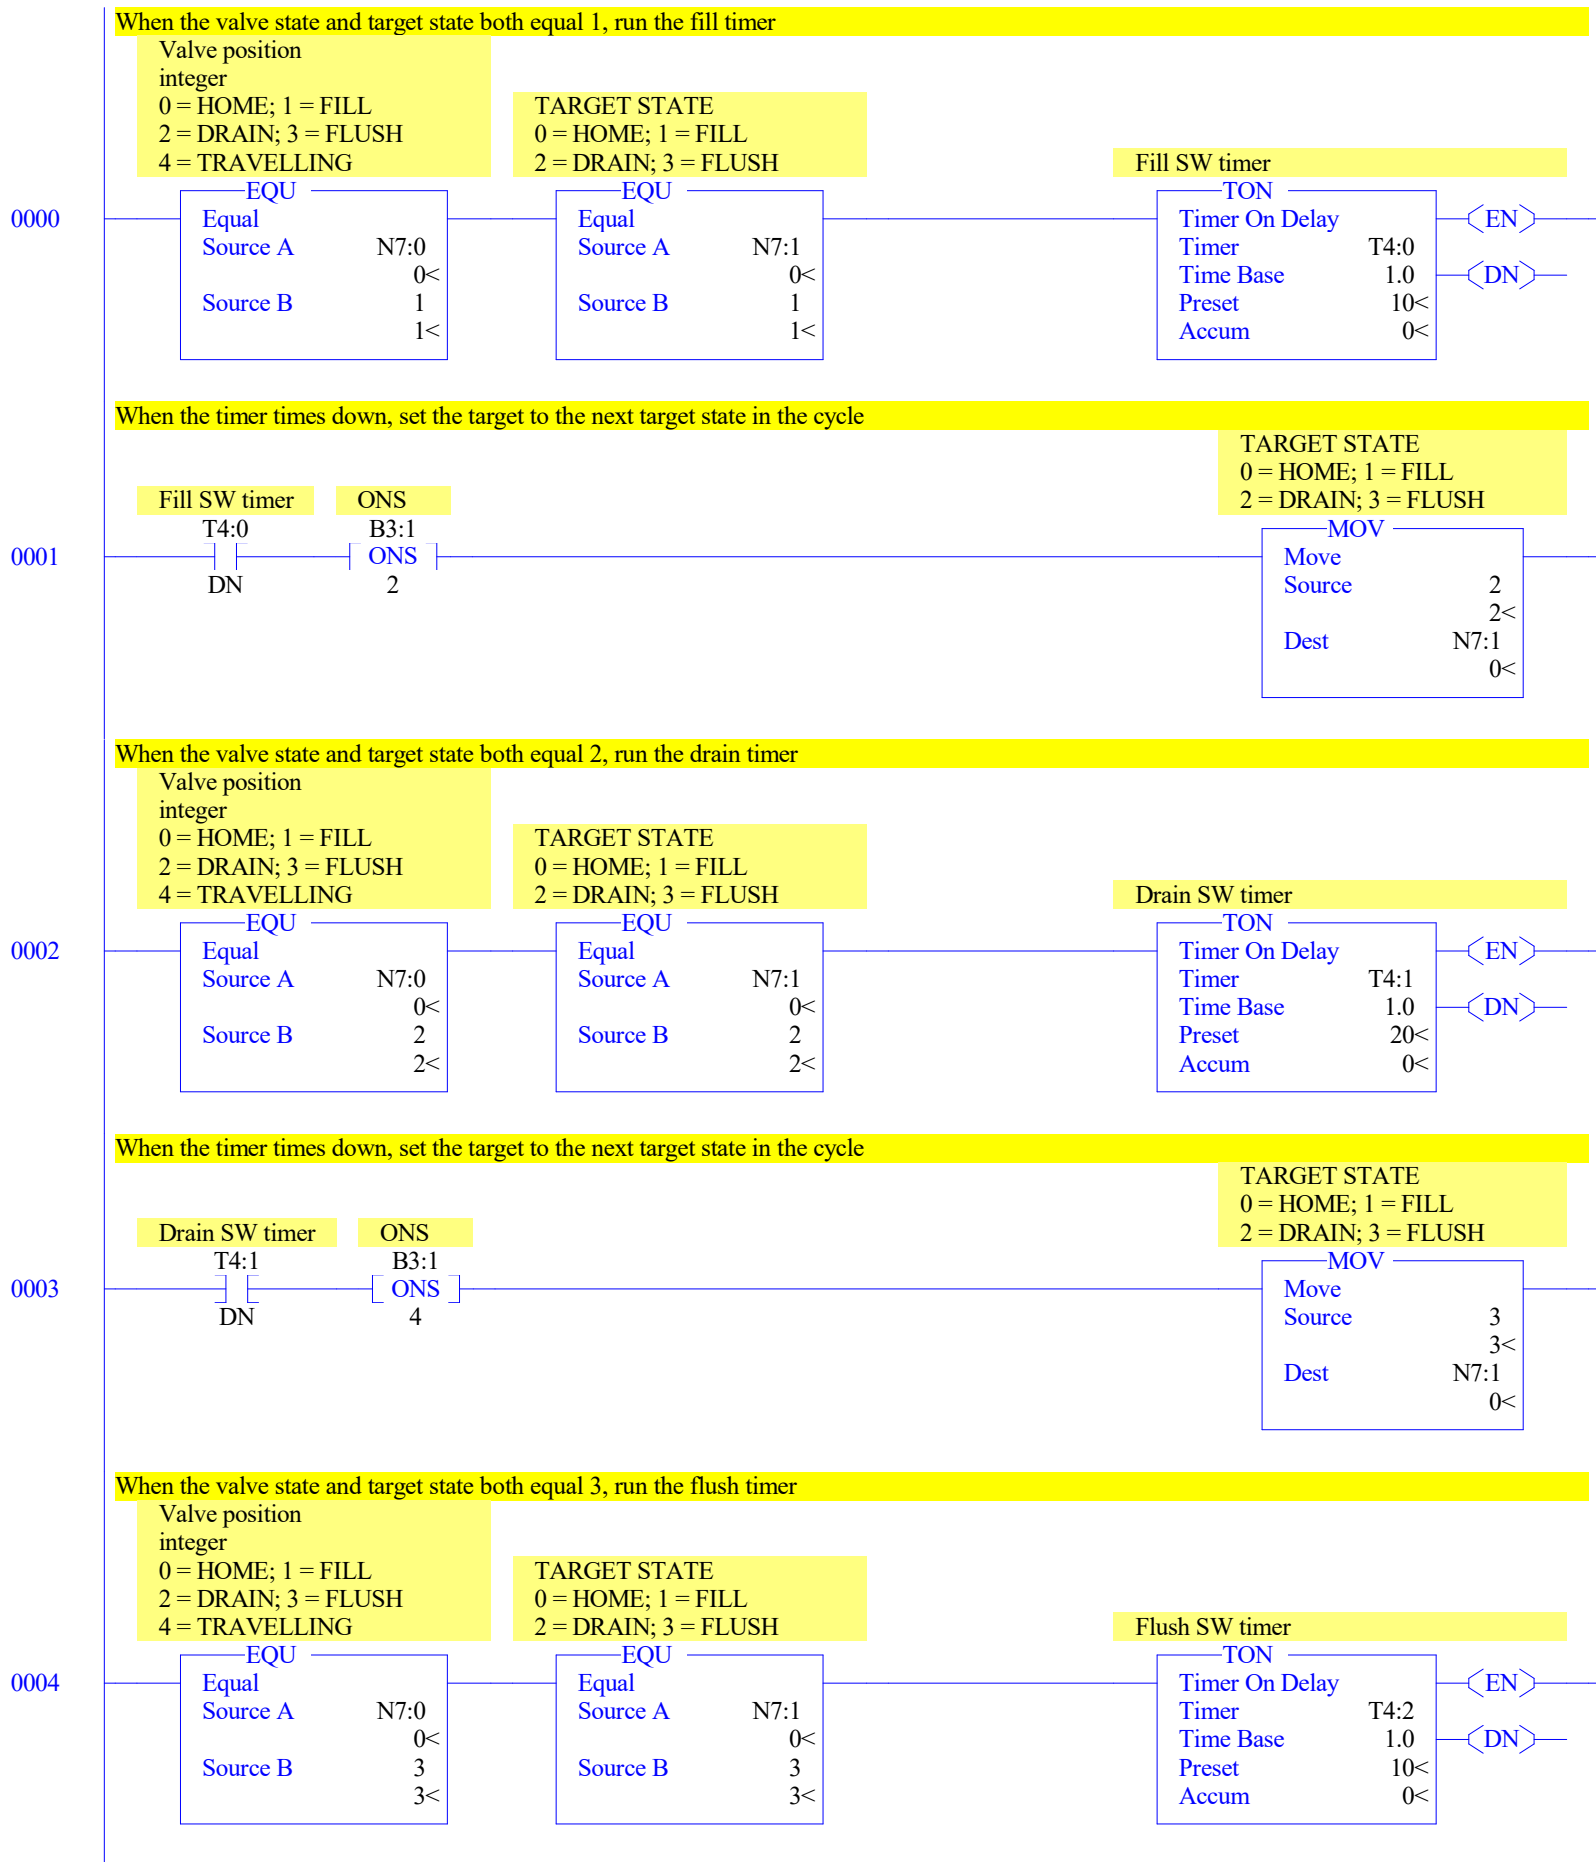 When the valve state and target state both equal 1, run the fill timer
Valve position
integer
0 = HOME; 1 = FILL
2 = DRAIN; 3 = FLUSH
4 = TRAVELLING
TARGET STATE
0 = HOME; 1 = FILL
2 = DRAIN; 3 = FLUSH
Fill SW timer
0000
EQU
Equal
Source A N7:0
0<
Source B 1
1<
EQU
Equal
Source A N7:1
0<
Source B 1
1<
TON
Timer On Delay
Timer T4:0
Time Base 1.0
Preset 10<
Accum 0<
EN
DN
When the timer times down, set the target to the next target state in the cycle
TARGET STATE
0 = HOME; 1 = FILL
2 = DRAIN; 3 = FLUSH
0001
Fill SW timer
T4:0
DN
ONS
B3:1
ONS
2
MOV
Move
Source 2
2<
Dest N7:1
0<
When the valve state and target state both equal 2, run the drain timer
Valve position
integer
0 = HOME; 1 = FILL
2 = DRAIN; 3 = FLUSH
4 = TRAVELLING
TARGET STATE
0 = HOME; 1 = FILL
2 = DRAIN; 3 = FLUSH
Drain SW timer
0002
EQU
Equal
Source A N7:0
0<
Source B 2
2<
EQU
Equal
Source A N7:1
0<
Source B 2
2<
TON
Timer On Delay
Timer T4:1
Time Base 1.0
Preset 20<
Accum 0<
EN
DN
When the timer times down, set the target to the next target state in the cycle
TARGET STATE
0 = HOME; 1 = FILL
2 = DRAIN; 3 = FLUSH
0003
Drain SW timer
T4:1
DN
ONS
B3:1
ONS
4
MOV
Move
Source 3
3<
Dest N7:1
0<
When the valve state and target state both equal 3, run the flush timer
Valve position
integer
0 = HOME; 1 = FILL
2 = DRAIN; 3 = FLUSH
4 = TRAVELLING
TARGET STATE
0 = HOME; 1 = FILL
2 = DRAIN; 3 = FLUSH
Flush SW timer
0004
EQU
Equal
Source A N7:0
0<
Source B 3
3<
EQU
Equal
Source A N7:1
0<
Source B 3
3<
TON
Timer On Delay
Timer T4:2
Time Base 1.0
Preset 10<
Accum 0<
EN
DN